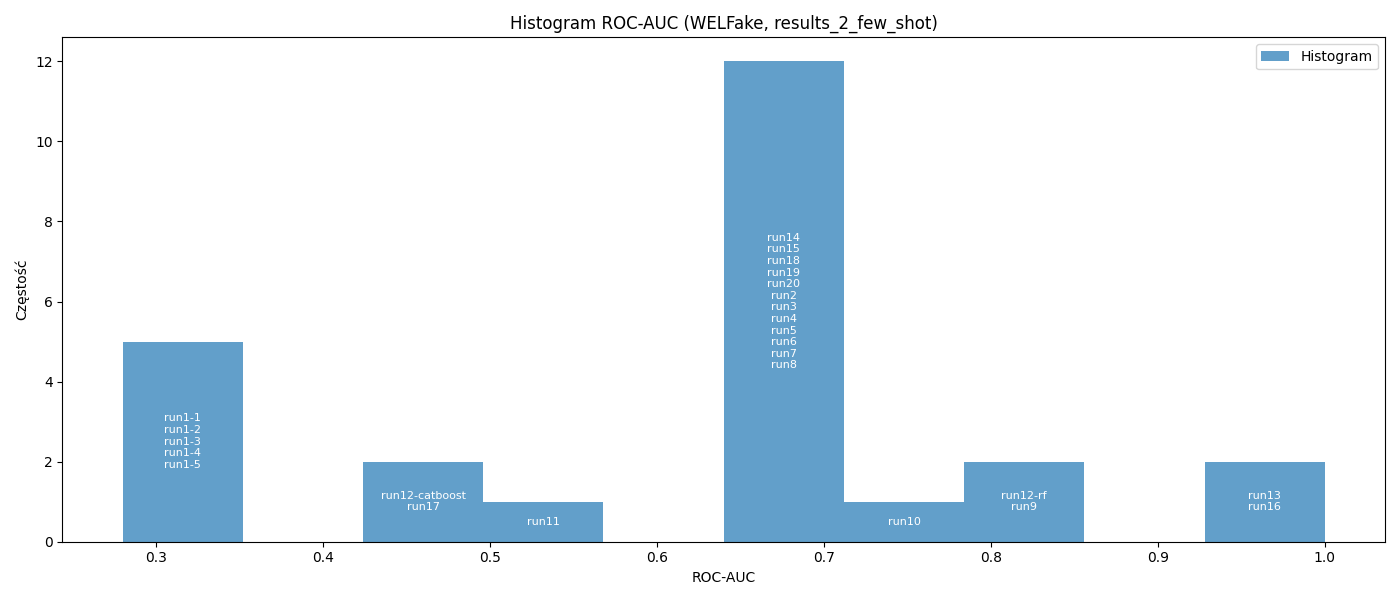 Histogram ROC-AUC (WELFake, results_2_few_shot)
Histogram
Częstość
12
10
8
6
4
2
0
run1-1
run1-2
run1-3
run1-4
run1-5
run12-catboost
run17
run11
run14
run15
run18
run19
run20
run2
run3
run4
run5
run6
run7
run8
run10
run12-rf
run9
run13
run16
0.3
0.4
0.5
0.6
0.7
0.8
0.9
1.0
ROC-AUC